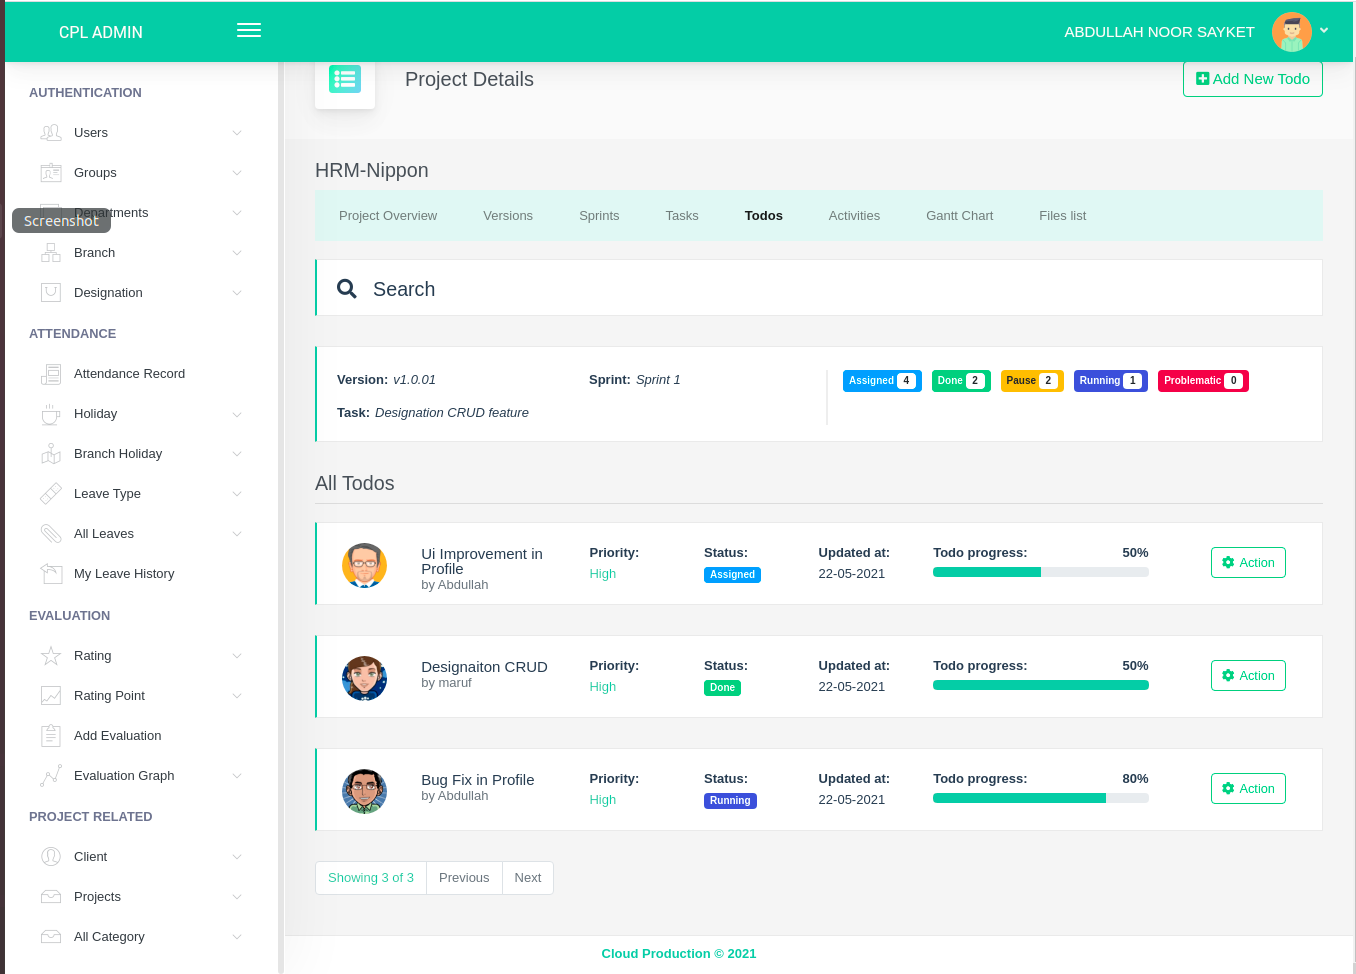 CPL ADMIN
ABDULLAH NOOR SAYKET
Project Details
Add New Todo
AUTHENTICATION
Users
Groups
Departments
Screenshot
Branch
Designation
ATTENDANCE
Attendance Record
Holiday
Branch Holiday
Leave Type
All Leaves
My Leave History
EVALUATION
Rating
Rating Point
Add Evaluation
Evaluation Graph
PROJECT RELATED
Client
Projects
All Category
HRM-Nippon
Project Overview Versions Sprints Tasks Todos Activities Gantt Chart Files list
Search
Version: v1.0.01 Sprint: Sprint 1 Assigned 4 Done 2 Pause 2 Running 1 Problematic 0
Task: Designation CRUD feature
All Todos
Ui Improvement in Profile
by Abdullah
Priority:
High
Status:
Assigned
Updated at:
22-05-2021
Todo progress: 50%
Action
Designaiton CRUD
by maruf
Priority:
High
Status:
Done
Updated at:
22-05-2021
Todo progress: 50%
Action
Bug Fix in Profile
by Abdullah
Priority:
High
Status:
Running
Updated at:
22-05-2021
Todo progress: 80%
Action
Showing 3 of 3 Previous Next
Cloud Production © 2021